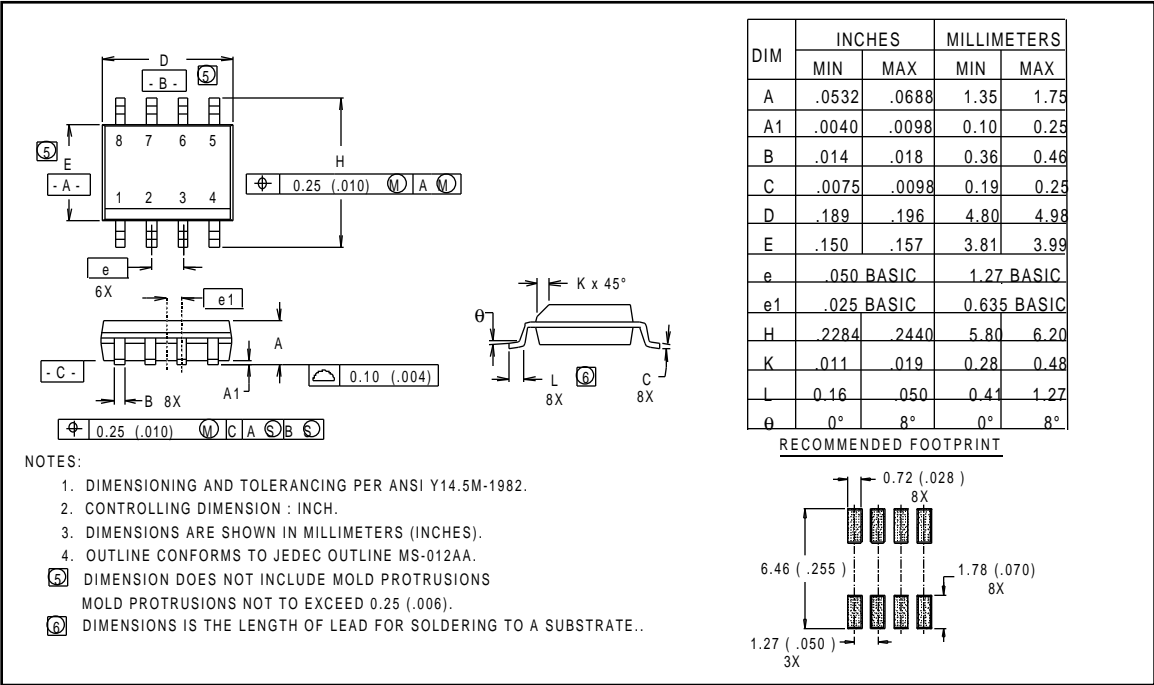 D
- B - 5
8 7 6 5
5
E
- A -
H
⌖ 0.25 (.010) Ⓜ A Ⓜ
1 2 3 4
e
6X
e1
K x 45°
θ
A
- C -
A1
0.10 (.004)
B 8X
L 6
8X
C
8X
⌖ 0.25 (.010) Ⓜ C A Ⓢ B Ⓢ
DIM INCHES MILLIMETERS
MIN MAX MIN MAX
A .0532 .0688 1.35 1.75
A1 .0040 .0098 0.10 0.25
B .014 .018 0.36 0.46
C .0075 .0098 0.19 0.25
D .189 .196 4.80 4.98
E .150 .157 3.81 3.99
e .050 BASIC 1.27 BASIC
e1 .025 BASIC 0.635 BASIC
H .2284 .2440 5.80 6.20
K .011 .019 0.28 0.48
L 0.16 .050 0.41 1.27
θ 0° 8° 0° 8°
RECOMMENDED FOOTPRINT
0.72 (.028 )
8X
6.46 ( .255 )
1.78 (.070)
8X
1.27 ( .050 )
3X
NOTES:
1. DIMENSIONING AND TOLERANCING PER ANSI Y14.5M-1982.
2. CONTROLLING DIMENSION : INCH.
3. DIMENSIONS ARE SHOWN IN MILLIMETERS (INCHES).
4. OUTLINE CONFORMS TO JEDEC OUTLINE MS-012AA.
5 DIMENSION DOES NOT INCLUDE MOLD PROTRUSIONS
MOLD PROTRUSIONS NOT TO EXCEED 0.25 (.006).
6 DIMENSIONS IS THE LENGTH OF LEAD FOR SOLDERING TO A SUBSTRATE..